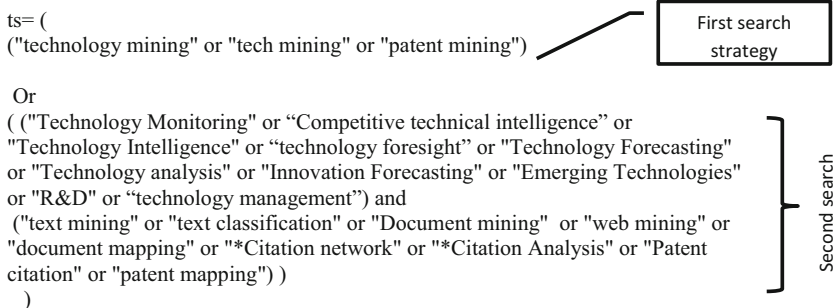 ts= (
("technology mining" or "tech mining" or "patent mining")
First search
strategy
Or
( ("Technology Monitoring" or “Competitive technical intelligence” or
"Technology Intelligence" or “technology foresight” or "Technology Forecasting"
or "Technology analysis" or "Innovation Forecasting" or "Emerging Technologies"
or "R&D" or “technology management”) and
("text mining" or "text classification" or "Document mining" or "web mining" or
"document mapping" or "*Citation network" or "*Citation Analysis" or "Patent
citation" or "patent mapping") )
)
Second search